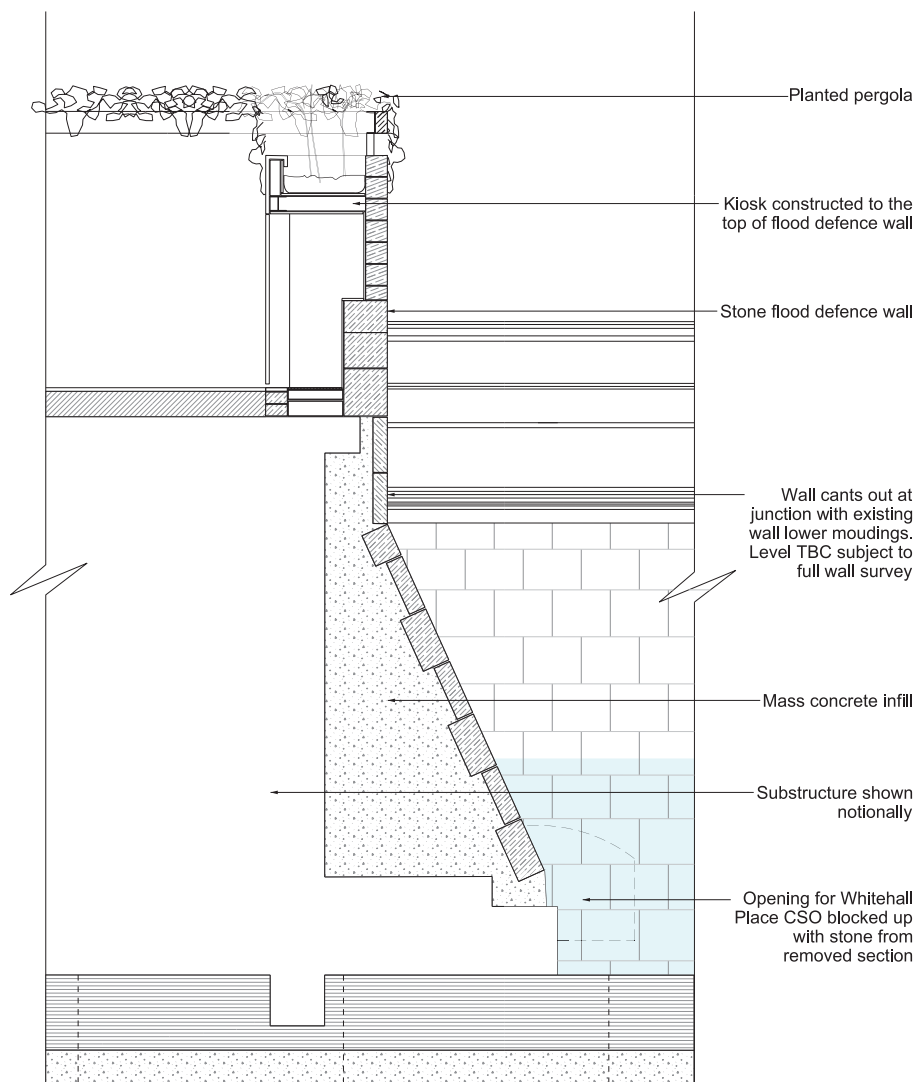 Planted pergola
Kiosk constructed to the
top of flood defence wall
Stone flood defence wall
Wall cants out at
junction with existing
wall lower moudings.
Level TBC subject to
full wall survey
Mass concrete infill
Substructure shown
notionally
Opening for Whitehall
Place CSO blocked up
with stone from
removed section